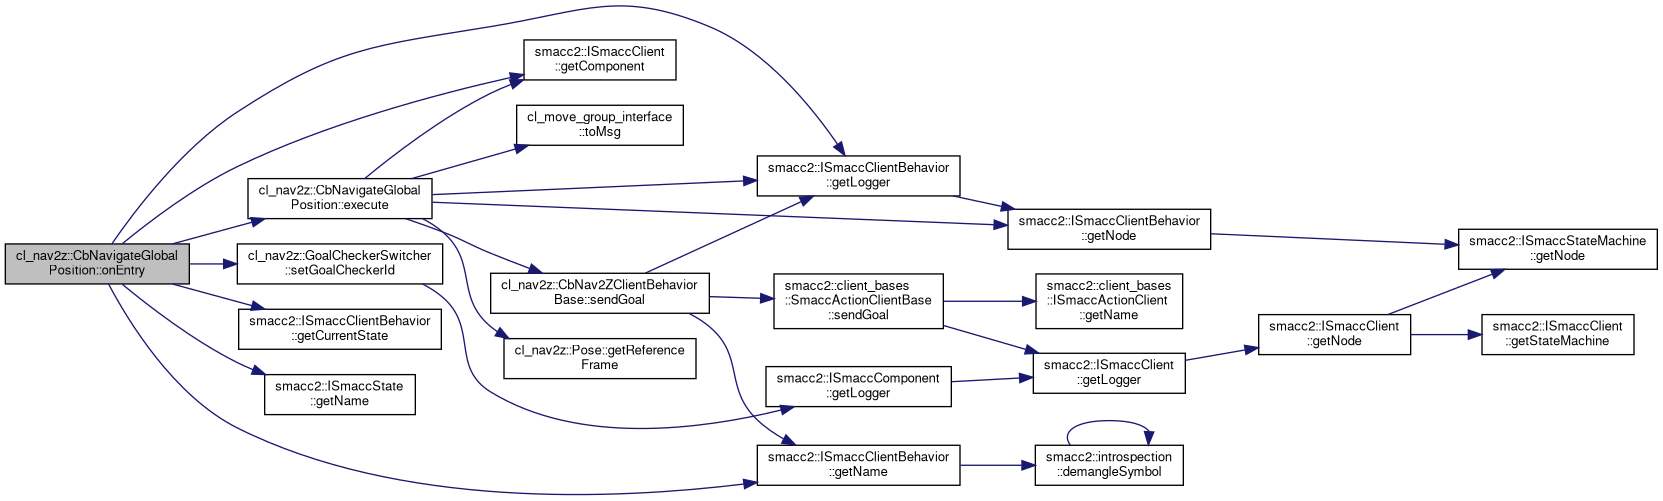 cl_nav2z::CbNavigateGlobal
Position::onEntry
smacc2::ISmaccClient
::getComponent
cl_move_group_interface
::toMsg
cl_nav2z::CbNavigateGlobal
Position::execute
cl_nav2z::GoalCheckerSwitcher
::setGoalCheckerId
smacc2::ISmaccClientBehavior
::getCurrentState
smacc2::ISmaccState
::getName
cl_nav2z::CbNav2ZClientBehavior
Base::sendGoal
cl_nav2z::Pose::getReference
Frame
smacc2::ISmaccClientBehavior
::getLogger
smacc2::client_bases
::SmaccActionClientBase
::sendGoal
smacc2::ISmaccComponent
::getLogger
smacc2::ISmaccClientBehavior
::getName
smacc2::ISmaccClientBehavior
::getNode
smacc2::client_bases
::ISmaccActionClient
::getName
smacc2::ISmaccClient
::getLogger
smacc2::introspection
::demangleSymbol
smacc2::ISmaccClient
::getNode
smacc2::ISmaccStateMachine
::getNode
smacc2::ISmaccClient
::getStateMachine